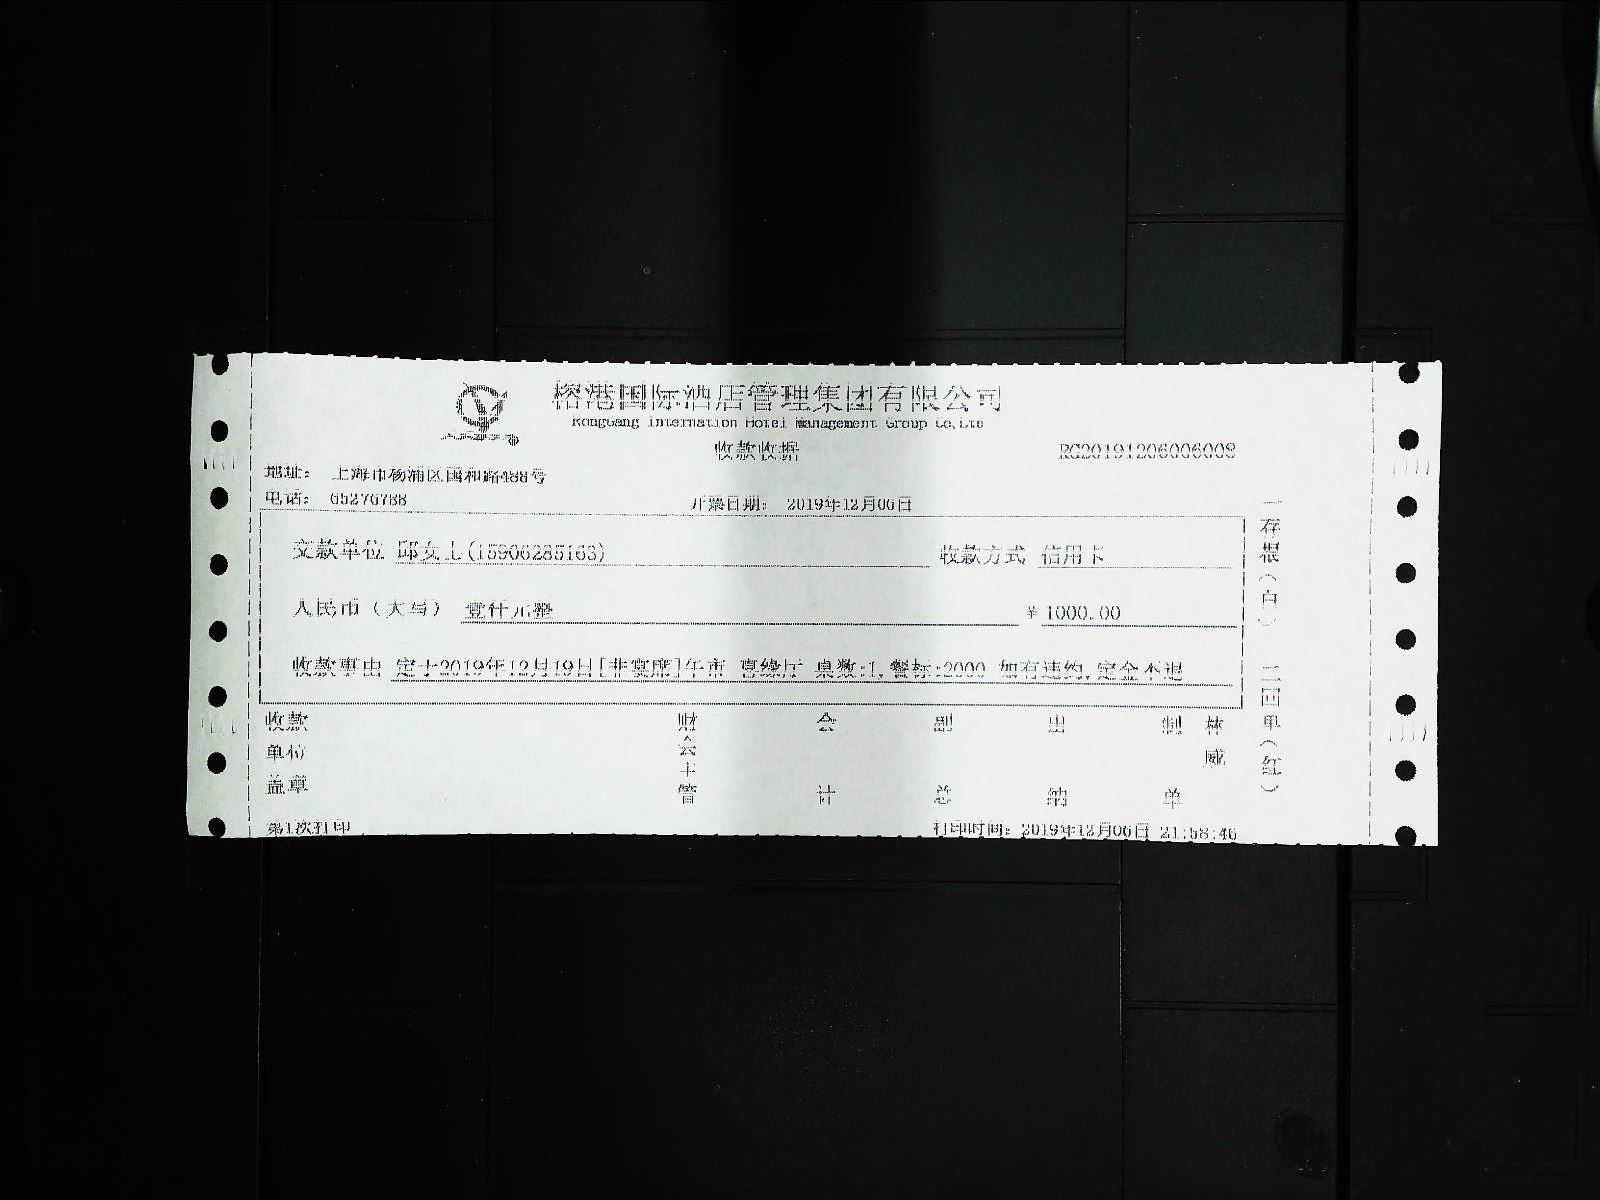 榕港国际酒店管理集团有限公司
RongGang Internation Hotel Management Group Co,Ltd
收款收据
RG20191206006008
地址： 上海市杨浦区国和路488号
电话： 65276788
开票日期： 2019年12月06日
交款单位 邱女士(15906285163) 收款方式 信用卡
人民币（大写） 壹仟元整 ¥ 1000.00
收款事由 定于2019年12月19日[非宴席]午市 喜缘厅 桌数:1, 餐标:2000 如有违约,定金不退
一存根（白） 二回单（红）
收款单位盖章
财会主管
会计
副总
出纳
制单
林威
第1次打印
打印时间： 2019年12月06日 21:58:46